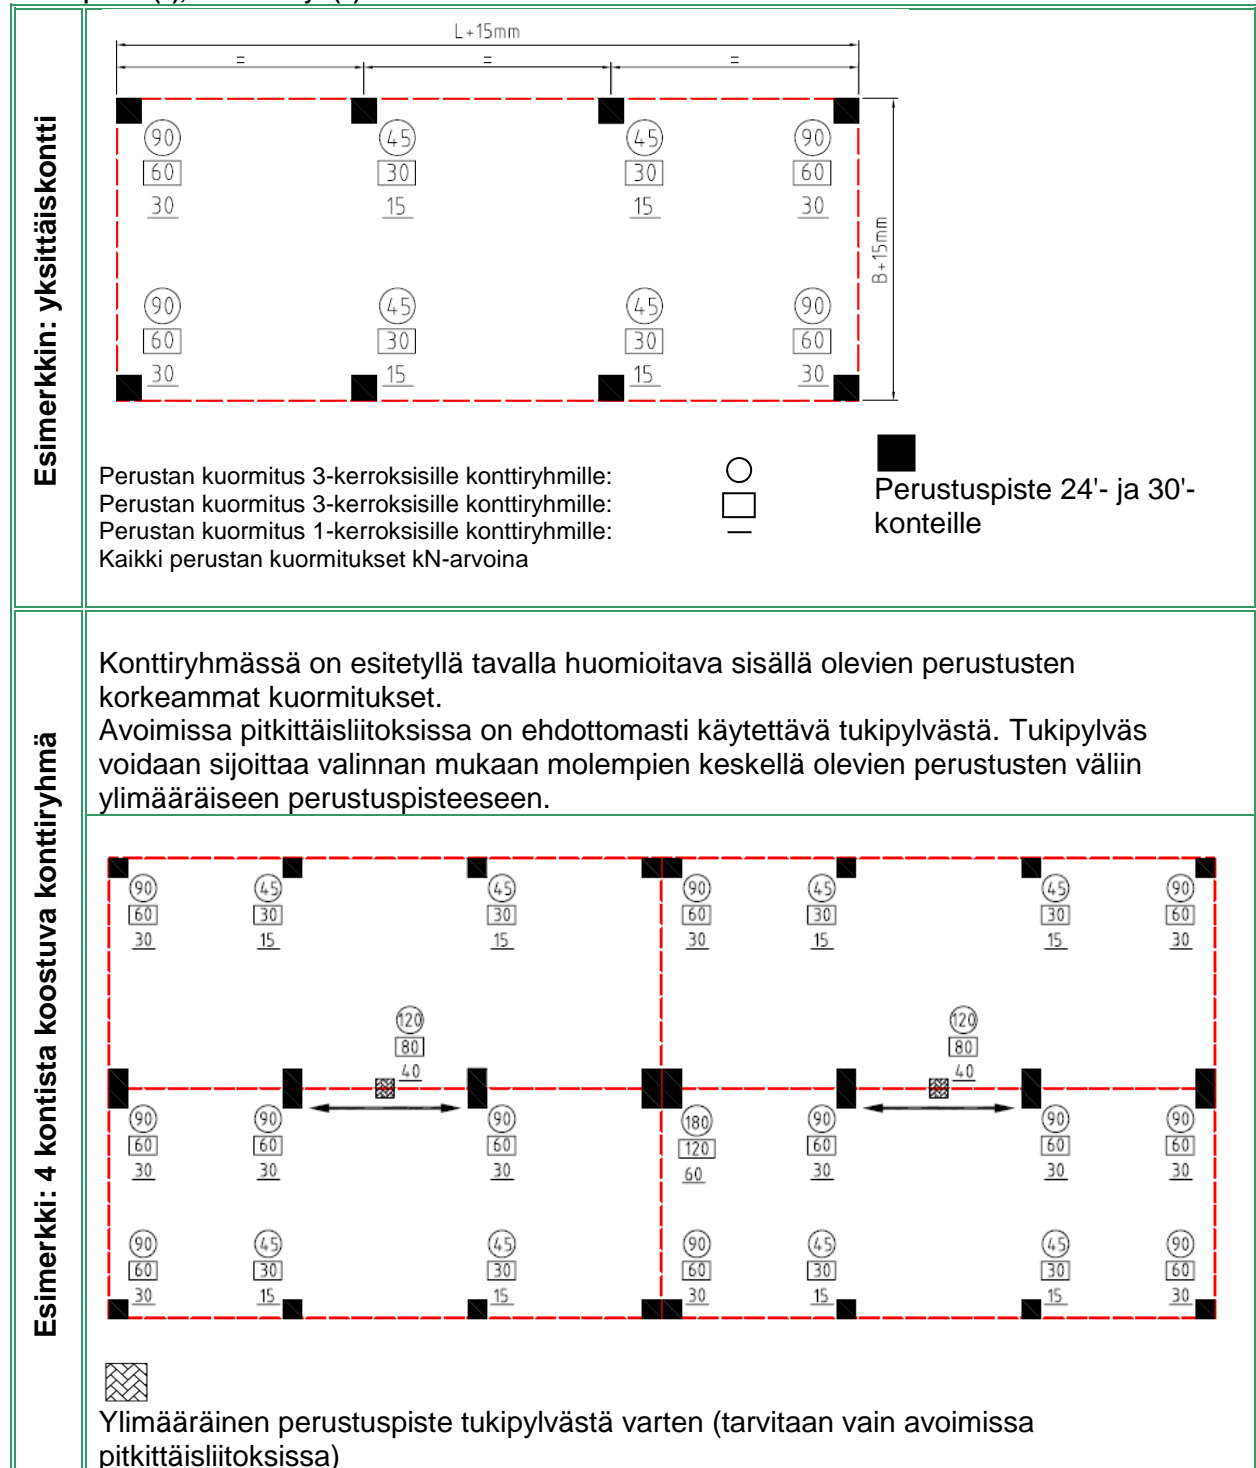 L+15mm
= = =
90 45 45 90
60 30 30 60
30 15 15 30
B+15mm
90 45 45 90
60 30 30 60
30 15 15 30
Esimerkkin: yksittäiskontti
Perustan kuormitus 3-kerroksisille konttiryhmille:
Perustan kuormitus 3-kerroksisille konttiryhmille:
Perustan kuormitus 1-kerroksisille konttiryhmille:
Kaikki perustan kuormitukset kN-arvoina
Perustuspiste 24'- ja 30'-
konteille
Esimerkki: 4 kontista koostuva konttiryhmä
Konttiryhmässä on esitetyllä tavalla huomioitava sisällä olevien perustusten
korkeammat kuormitukset.
Avoimissa pitkittäisliitoksissa on ehdottomasti käytettävä tukipylvästä. Tukipylväs
voidaan sijoittaa valinnan mukaan molempien keskellä olevien perustusten väliin
ylimääräiseen perustuspisteeseen.
90 45 45 90 45 45 90
60 30 30 60 30 30 60
30 15 15 30 15 15 30
120 120
80 80
40 40
90 90 90 180 90 90 90
60 60 60 120 60 60 60
30 30 30 60 30 30 30
90 45 45 90 45 45 90
60 30 30 60 30 30 60
30 15 15 30 15 15 30
Ylimääräinen perustuspiste tukipylvästä varten (tarvitaan vain avoimissa
pitkittäisliitoksissa)